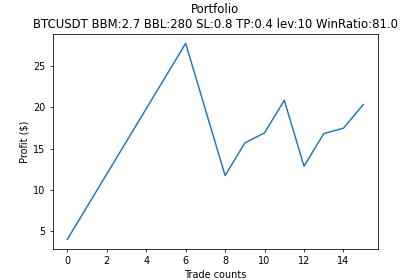 Portfolio
BTCUSDT BBM:2.7 BBL:280 SL:0.8 TP:0.4 lev:10 WinRatio:81.0
25
20
15
10
5
Profit ($)
0 2 4 6 8 10 12 14
Trade counts